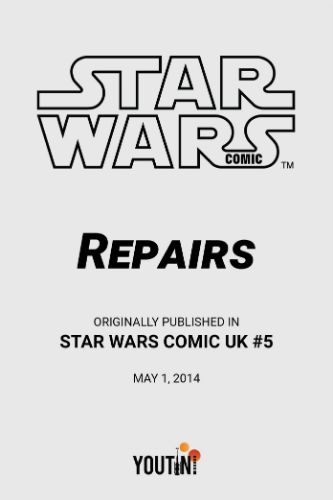 STAR
WARS
COMIC
TM
REPAIRS
ORIGINALLY PUBLISHED IN
STAR WARS COMIC UK #5
MAY 1, 2014
YOUTINI